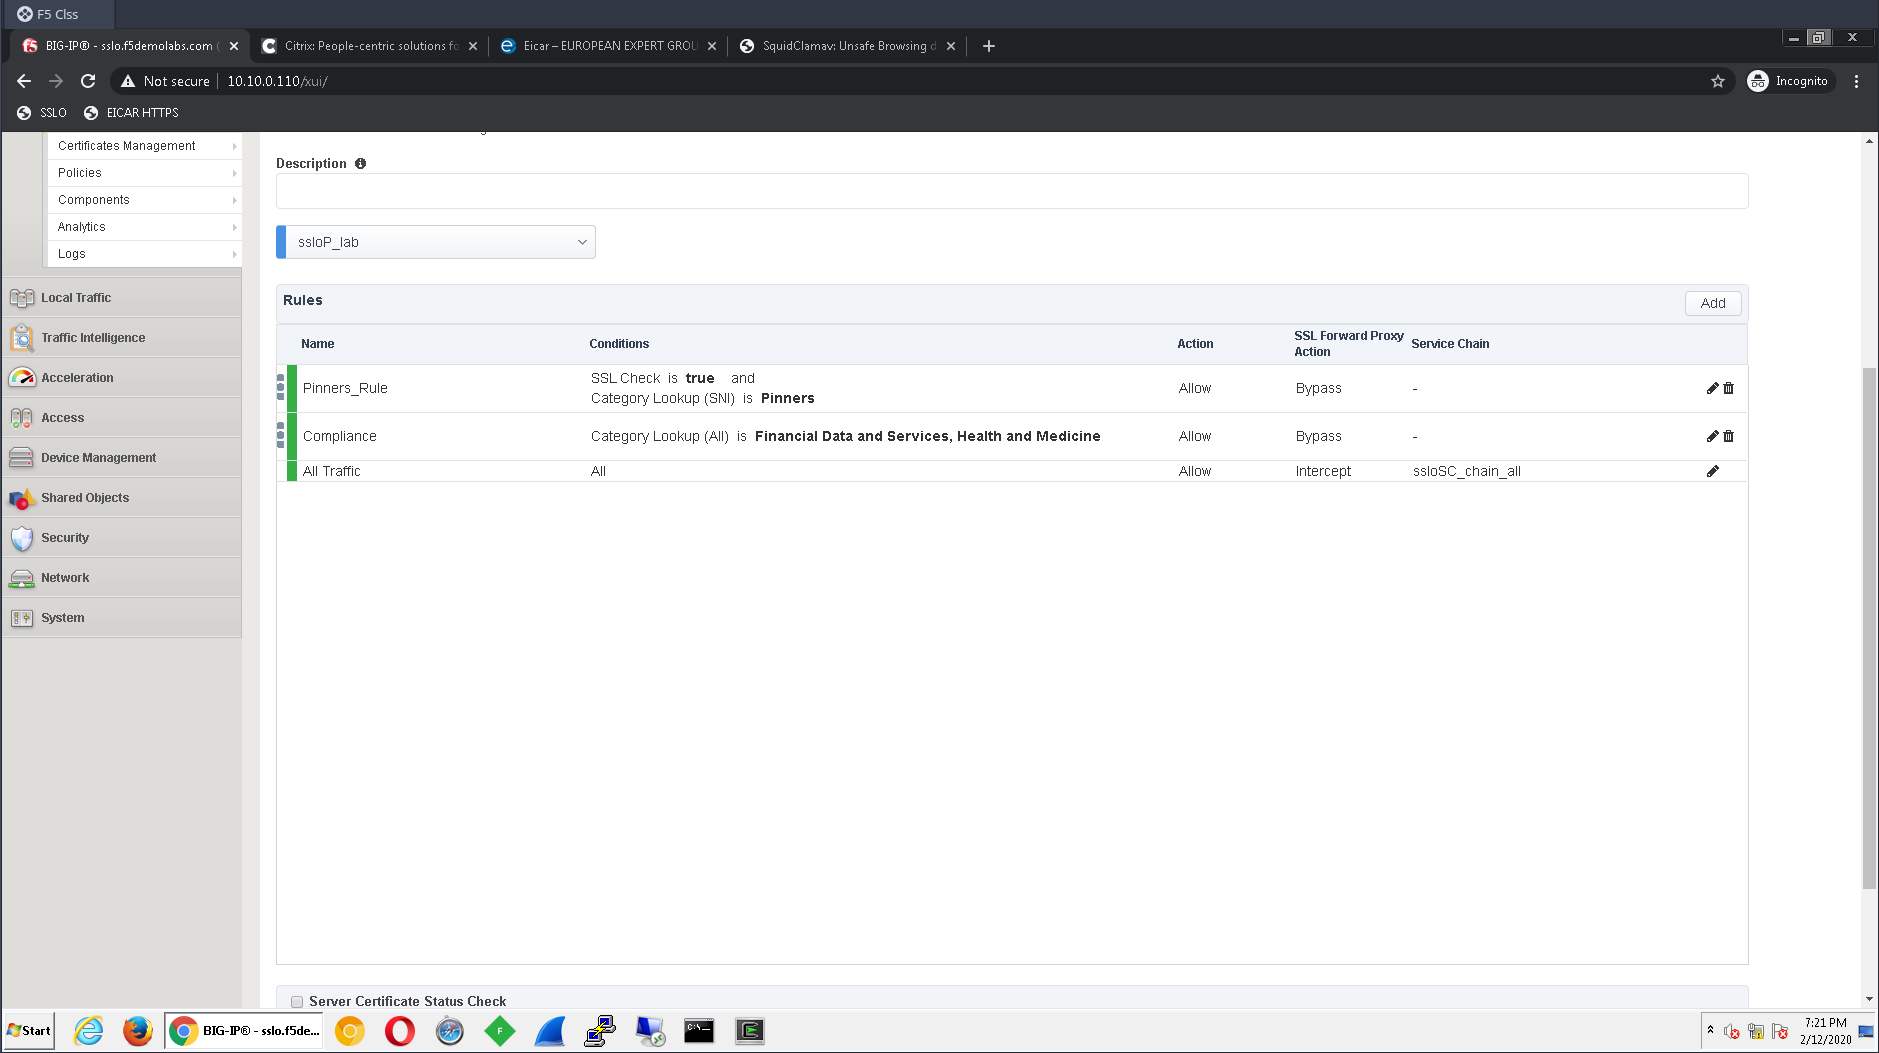 F5 Clss
BIG-IP® - sslo.f5demolabs.com (
Citrix: People-centric solutions fo
Eicar – EUROPEAN EXPERT GROU
SquidClamav: Unsafe Browsing d
Not secure
10.10.0.110/xui/
Incognito
SSLO
EICAR HTTPS
Certificates Management
Policies
Components
Analytics
Logs
Local Traffic
Traffic Intelligence
Acceleration
Access
Device Management
Shared Objects
Security
Network
System
Description
ssloP_lab
Rules
Add
Name
Conditions
Action
SSL Forward Proxy
Action
Service Chain
Pinners_Rule
SSL Check is true and
Category Lookup (SNI) is Pinners
Allow
Bypass
-
Compliance
Category Lookup (All) is Financial Data and Services, Health and Medicine
Allow
Bypass
-
All Traffic
All
Allow
Intercept
ssloSC_chain_all
Server Certificate Status Check
Start
BIG-IP® - sslo.f5de...
7:21 PM
2/12/2020